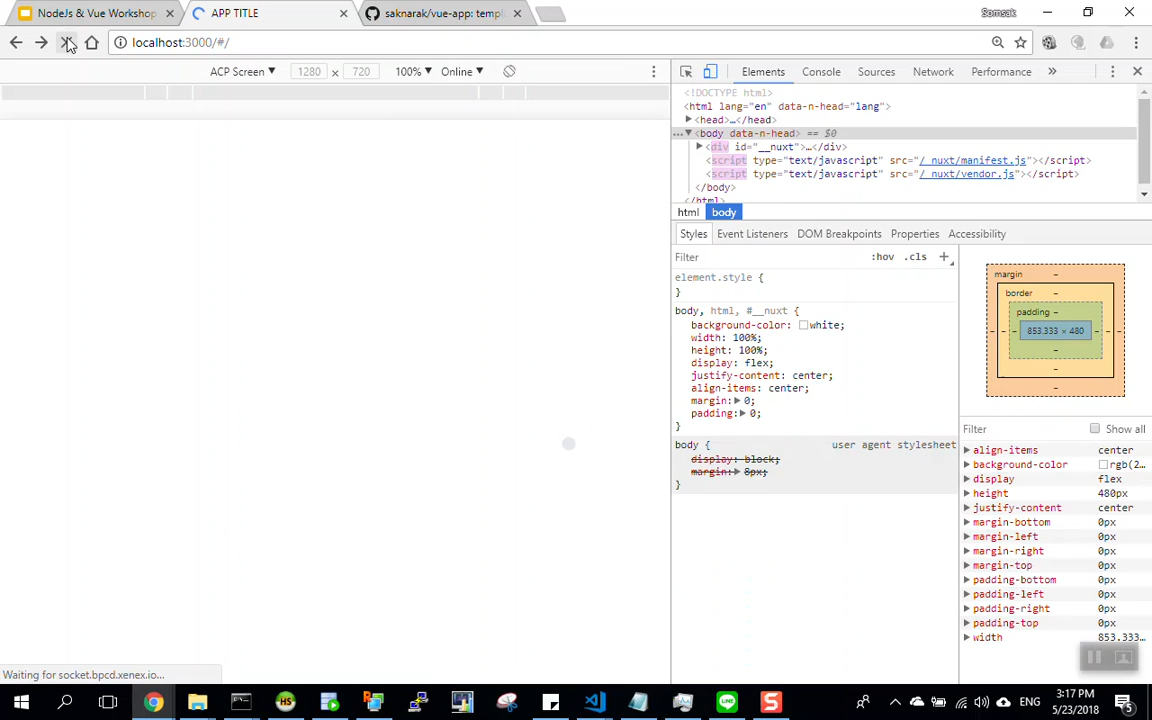 NodeJs & Vue Workshop
APP TITLE
saknarak/vue-app: templ
Somsak
localhost:3000/#/
ACP Screen
1280
x
720
100%
Online
Elements
Console
Sources
Network
Performance
<!DOCTYPE html>
<html lang="en" data-n-head="lang">
<head>…</head>
<body data-n-head> == $0
<div id="__nuxt">…</div>
<script type="text/javascript" src="/_nuxt/manifest.js"></script>
<script type="text/javascript" src="/_nuxt/vendor.js"></script>
</body>
</html>
html
body
Styles
Event Listeners
DOM Breakpoints
Properties
Accessibility
Filter
:hov
.cls
+
element.style {
}
body, html, #__nuxt {
background-color: white;
width: 100%;
height: 100%;
display: flex;
justify-content: center;
align-items: center;
margin: 0;
padding: 0;
}
body {
user agent stylesheet
display: block;
margin: 8px;
}
margin
-
border
-
padding -
- - - 853.333 × 480 - - -
-
-
-
Filter
Show all
align-items
center
background-color
rgb(2…
display
flex
height
480px
justify-content
center
margin-bottom
0px
margin-left
0px
margin-right
0px
margin-top
0px
padding-bottom
0px
padding-left
0px
padding-right
0px
padding-top
0px
width
853.333…
Waiting for socket.bpcd.xenex.io...
HS
LINE
S
ENG
3:17 PM
5/23/2018
5